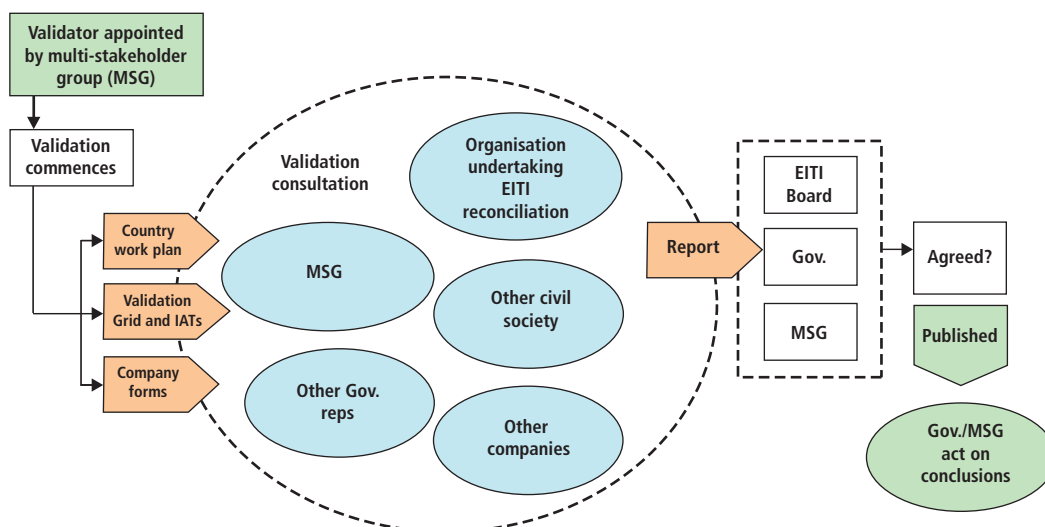 Validator appointed
by multi-stakeholder
group (MSG)
Validation
commences
Country
work plan
Validation
Grid and IATs
Company
forms
Validation
consultation
Organisation
undertaking
EITI
reconciliation
MSG
Other civil
society
Other Gov.
reps
Other
companies
Report
EITI
Board
Gov.
MSG
Agreed?
Published
Gov./MSG
act on
conclusions